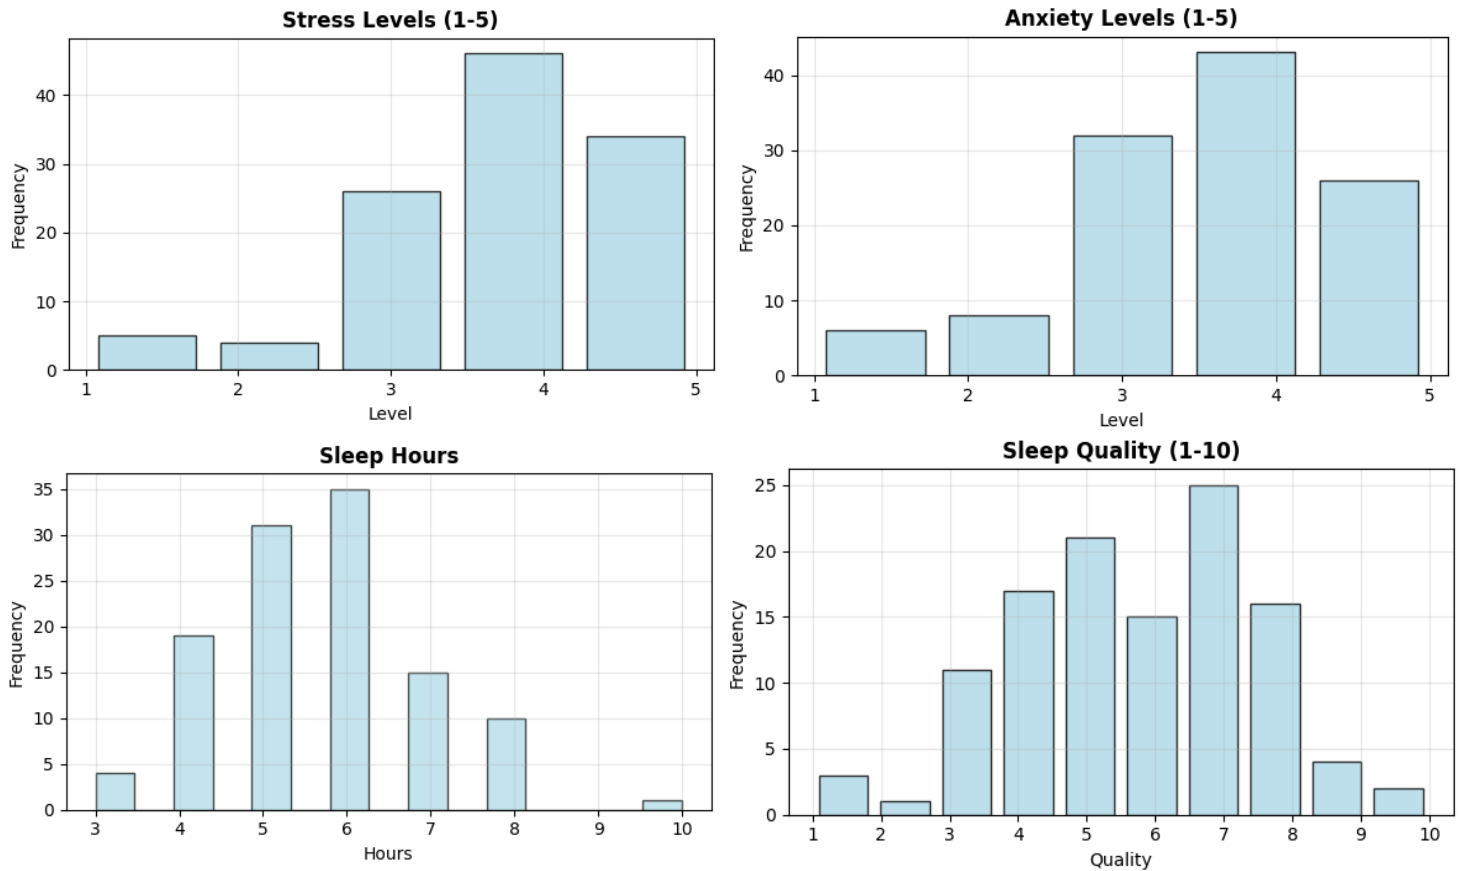 Stress Levels (1-5)
Frequency
40
30
20
10
0
1 2 3 4 5
Level
Anxiety Levels (1-5)
Frequency
40
30
20
10
0
1 2 3 4 5
Level
Sleep Hours
Frequency
35
30
25
20
15
10
5
0
3 4 5 6 7 8 9 10
Hours
Sleep Quality (1-10)
Frequency
25
20
15
10
5
0
1 2 3 4 5 6 7 8 9 10
Quality